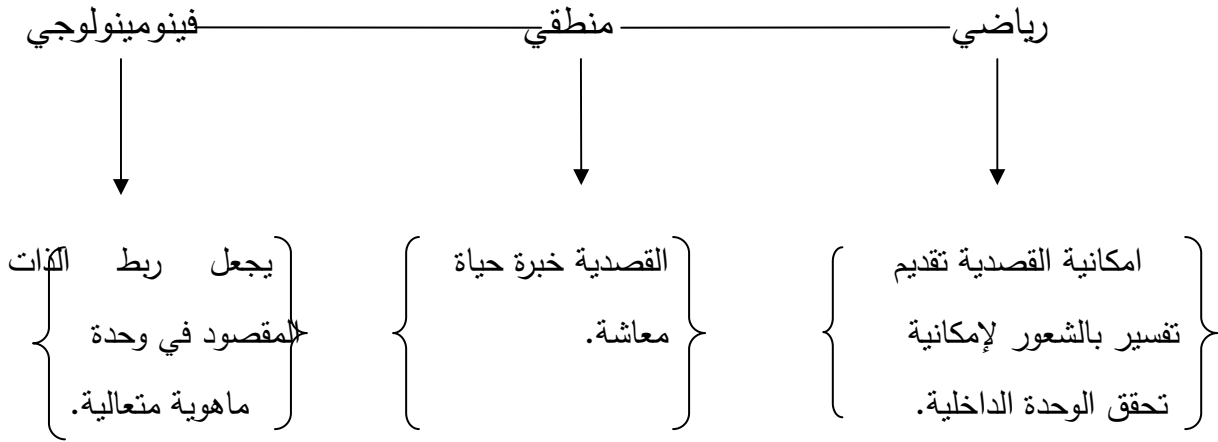 رياضي منطقي فينومينولوجي
امكانية القصدية تقديم
تفسير بالشعور لإمكانية
تحقق الوحدة الداخلية.
القصدية خبرة حياة
معاشة.
يجعل ربط الذات
المقصود في وحدة
ماهوية متعالية.